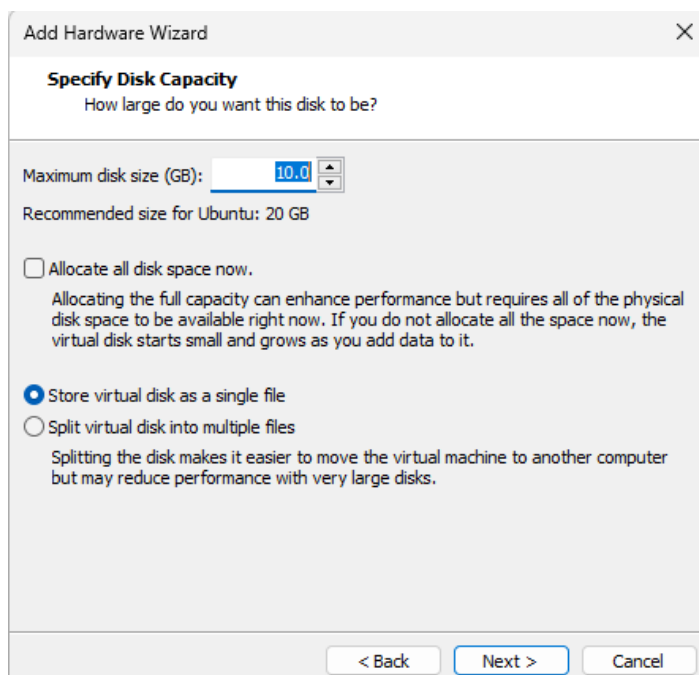 Add Hardware Wizard
Specify Disk Capacity
How large do you want this disk to be?
Maximum disk size (GB): 10.0
Recommended size for Ubuntu: 20 GB
Allocate all disk space now.
Allocating the full capacity can enhance performance but requires all of the physical
disk space to be available right now. If you do not allocate all the space now, the
virtual disk starts small and grows as you add data to it.
Store virtual disk as a single file
Split virtual disk into multiple files
Splitting the disk makes it easier to move the virtual machine to another computer
but may reduce performance with very large disks.
< Back Next > Cancel